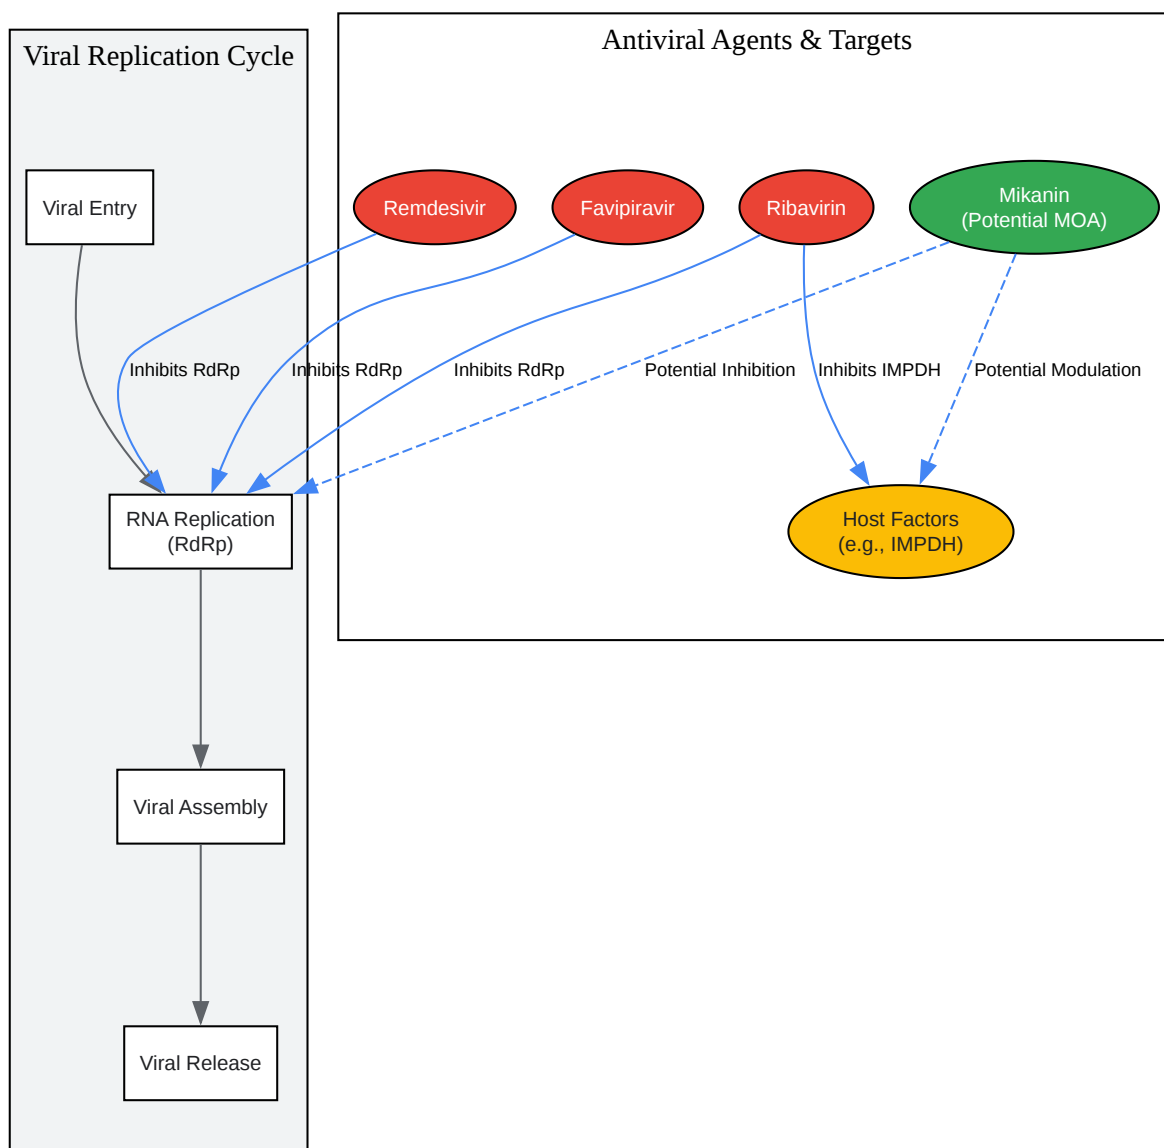 Viral Replication Cycle
Antiviral Agents & Targets
Viral Entry
Remdesivir
Favipiravir
Ribavirin
Mikanin
(Potential MOA)
Inhibits RdRp
Inhibits RdRp
Inhibits RdRp
Potential Inhibition
Inhibits IMPDH
Potential Modulation
RNA Replication
(RdRp)
Host Factors
(e.g., IMPDH)
Viral Assembly
Viral Release